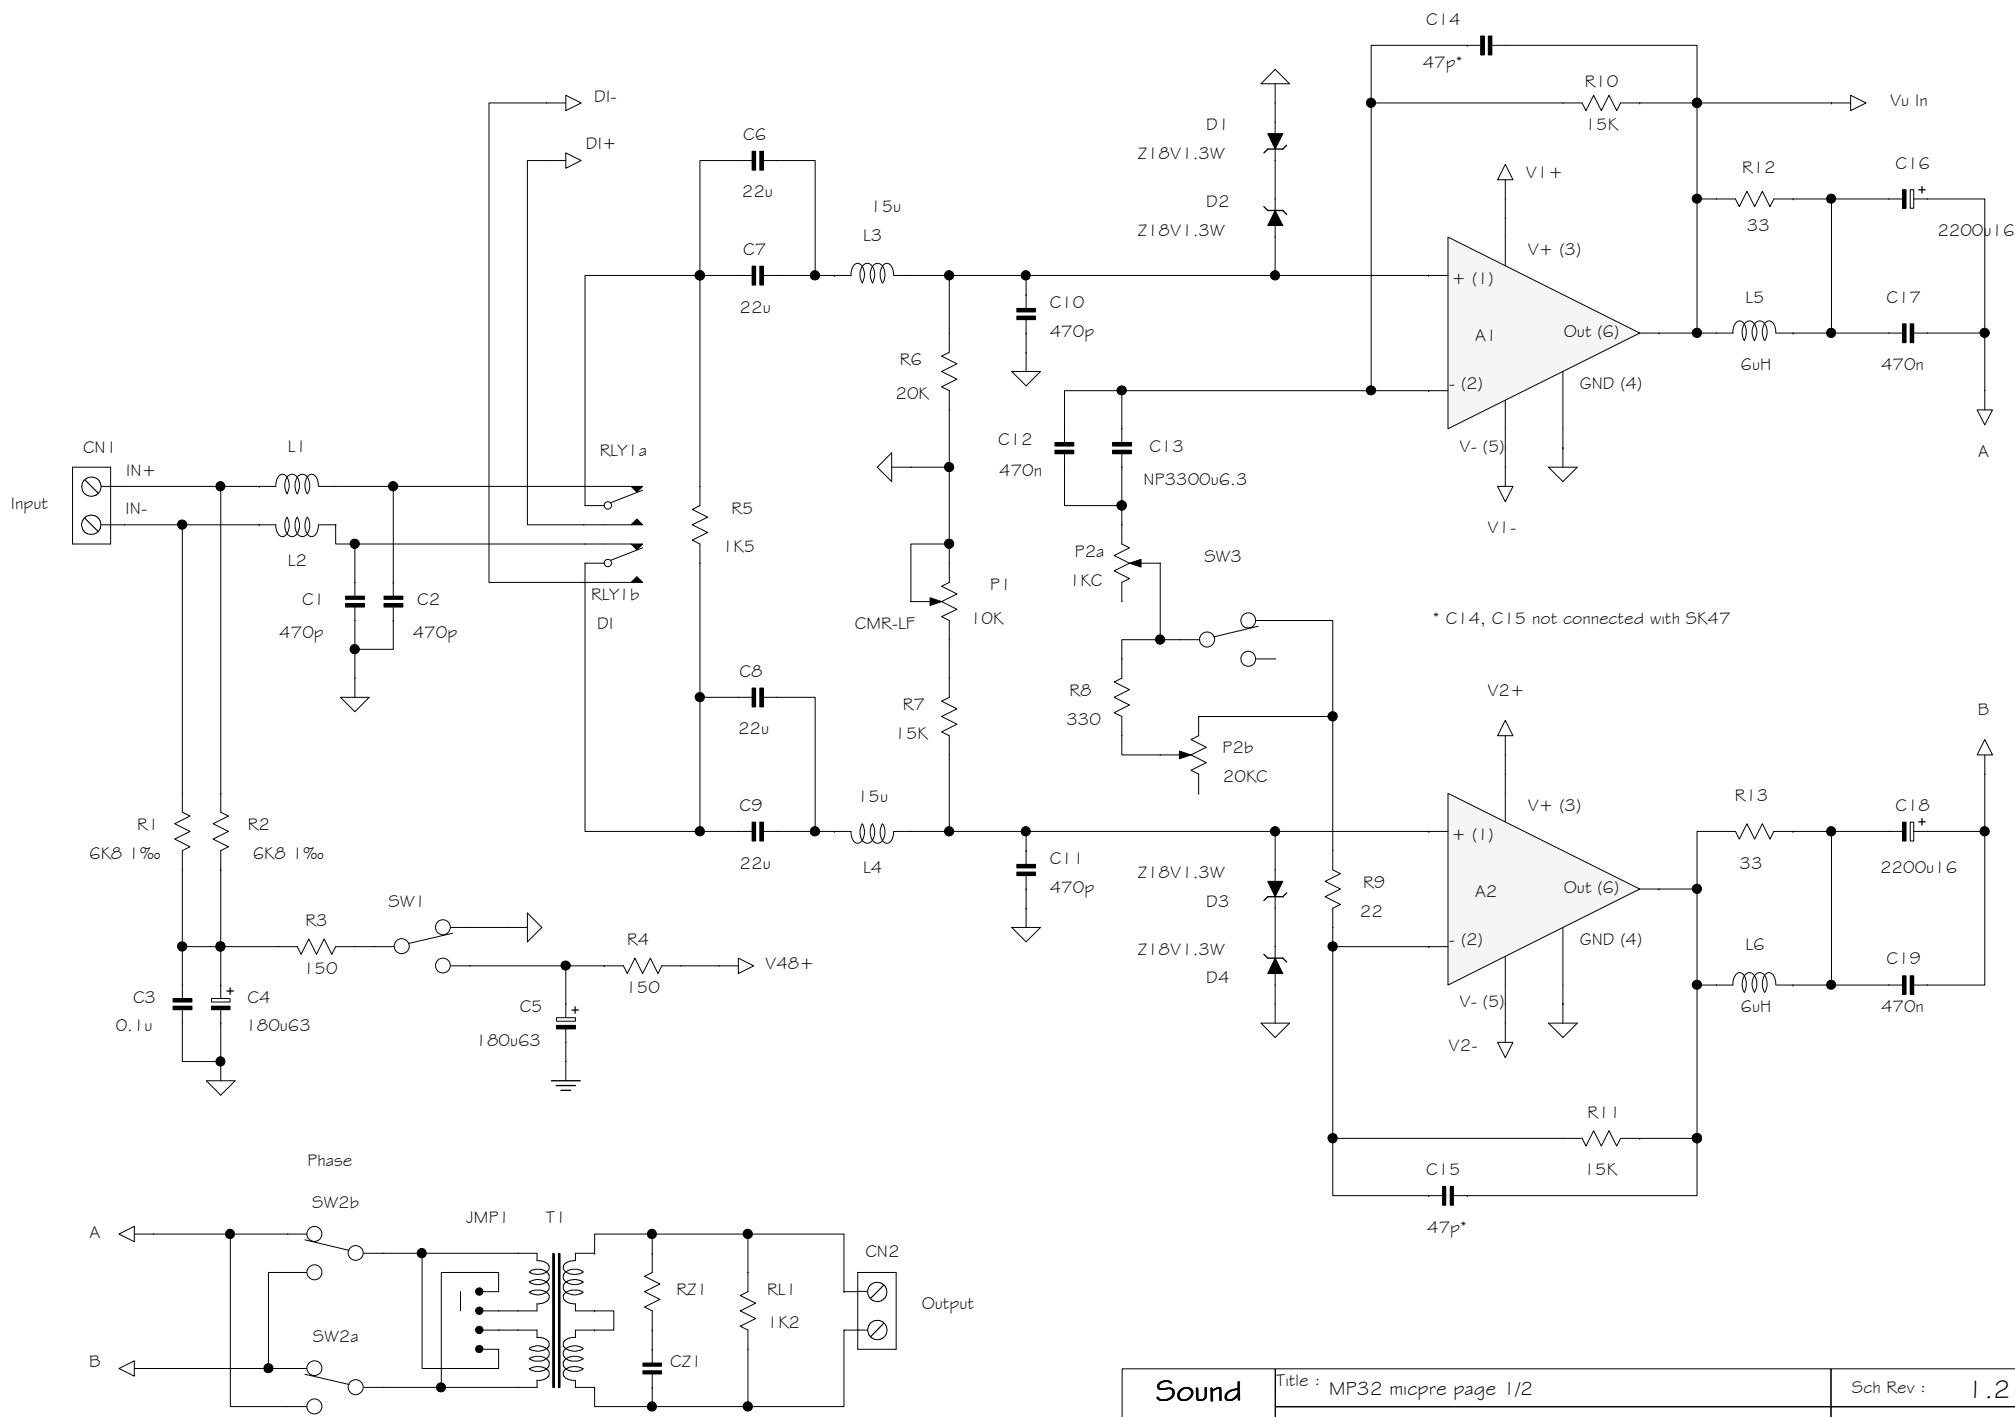 C14
47p*
R10
15K
Vu In
DI-
DI+
C6
22u
D1
Z18V1.3W
D2
Z18V1.3W
V1+
R12
33
C16
2200u16
15u
L3
C7
22u
V+ (3)
+ (1)
A1
Out (6)
- (2)
GND (4)
V- (5)
V1-
C10
470p
L5
6uH
C17
470n
A
R6
20K
C12
470n
C13
NP3300u6.3
CN1
IN+
IN-
Input
L1
L2
RLY1a
RLY1b
DI
R5
1K5
P2a
1KC
SW3
C1
470p
C2
470p
CMR-LF
P1
10K
* C14, C15 not connected with SK47
C8
22u
R7
15K
R8
330
P2b
20KC
V2+
B
C9
22u
15u
L4
R1
6K8 1‰
R2
6K8 1‰
C11
470p
Z18V1.3W
D3
Z18V1.3W
D4
R9
22
V+ (3)
+ (1)
A2
Out (6)
- (2)
GND (4)
V- (5)
V2-
R13
33
C18
2200u16
L6
6uH
C19
470n
SW1
R3
150
R4
150
V48+
C3
0.1u
C4
180u63
C5
180u63
R11
15K
C15
47p*
Phase
SW2b
A
JMP1
T1
CN2
RZ1
RL1
1K2
Output
SW2a
B
CZ1
Sound
Title :
MP32 micpre page 1/2
Sch Rev :
1.2